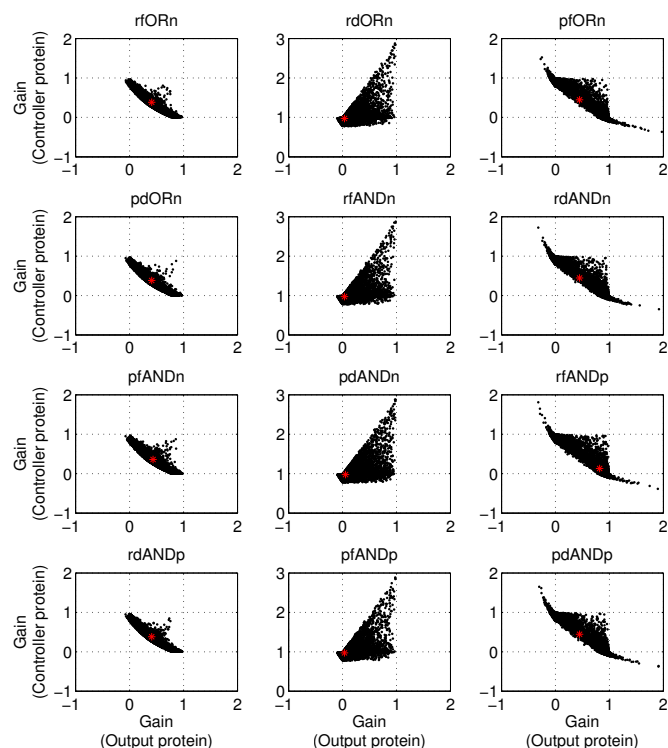 rfORn rdORn pfORn
2 3 2
1 2 1
0 1 0
−1 0 −1
−1 0 1 2 −1 0 1 2 −1 0 1 2
Gain
(Controller protein)
pdORn rfANDn rdANDn
2 3 2
1 2 1
0 1 0
−1 0 −1
−1 0 1 2 −1 0 1 2 −1 0 1 2
Gain
(Controller protein)
pfANDn pdANDn rfANDp
2 3 2
1 2 1
0 1 0
−1 0 −1
−1 0 1 2 −1 0 1 2 −1 0 1 2
Gain
(Controller protein)
rdANDp pfANDp pdANDp
2 3 2
1 2 1
0 1 0
−1 0 −1
−1 0 1 2 −1 0 1 2 −1 0 1 2
Gain
(Controller protein)
Gain Gain Gain
(Output protein) (Output protein) (Output protein)